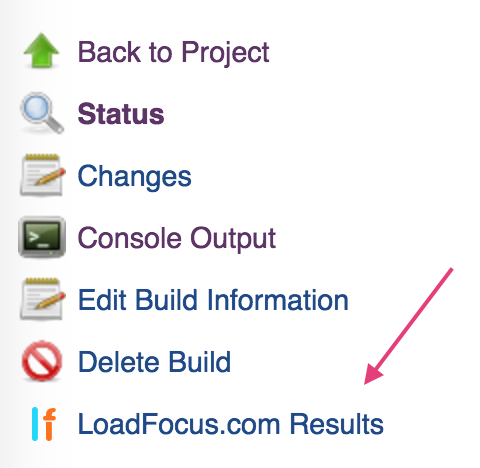 Back to Project
Status
Changes
Console Output
Edit Build Information
Delete Build
lf LoadFocus.com Results